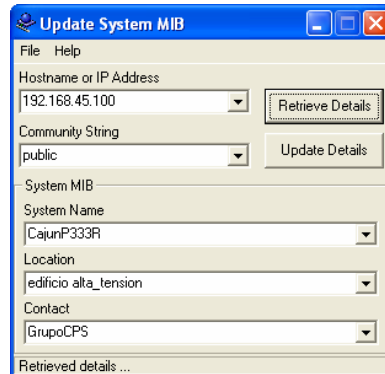 Update System MIB
File Help
Hostname or IP Address
192.168.45.100
Retrieve Details
Community String
public
Update Details
System MIB
System Name
CajunP333R
Location
edificio alta_tension
Contact
GrupoCPS
Retrieved details ...